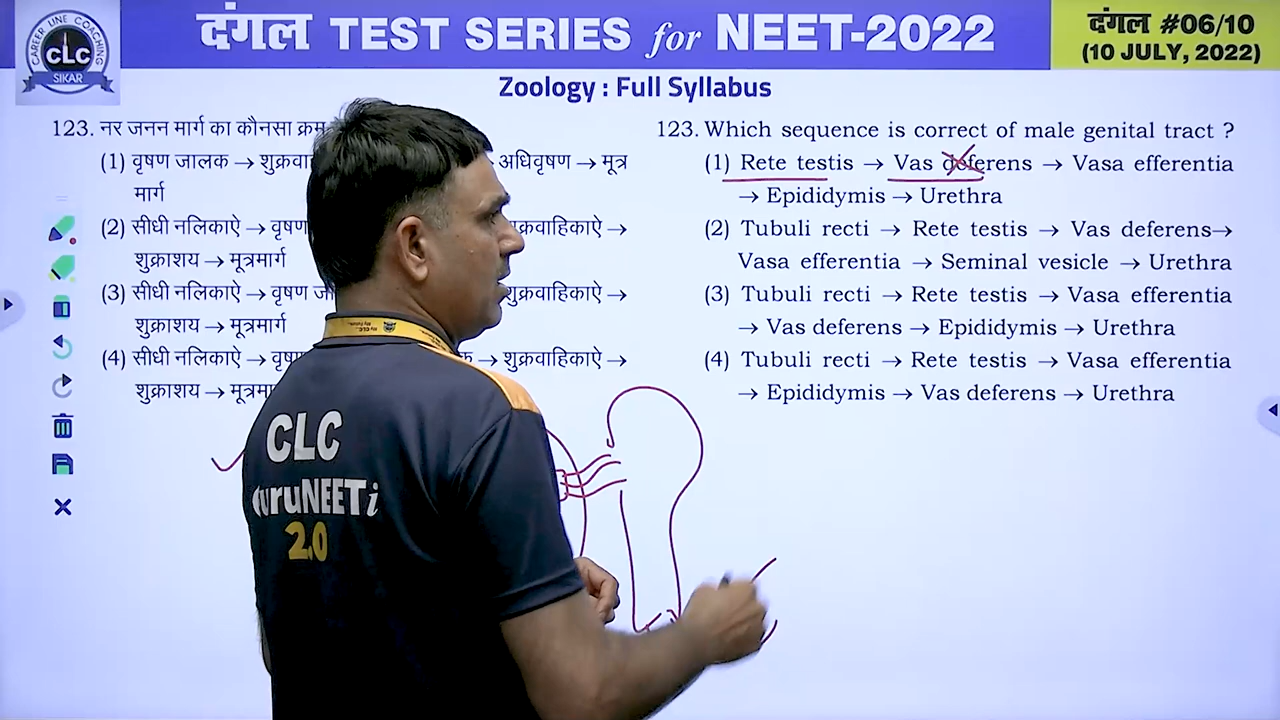 दंगल TEST SERIES for NEET-2022
दंगल #06/10
(10 JULY, 2022)
CAREER LINE COACHING
CLC
SIKAR
Zoology : Full Syllabus
123. नर जनन मार्ग का कौनसा क्रम
(1) वृषण जालक → अधिवृषण → मूत्र
मार्ग
(2) सीधी नलिकाऐ → →
शुक्राशय → मूत्रमार्ग
(3) सीधी नलिकाऐ → वृषण →
शुक्राशय → मूत्रमार्ग
(4) सीधी नलिकाऐ → → शुक्रवाहिकाऐ →
शुक्राशय →
123. Which sequence is correct of male genital tract ?
(1) Rete testis → Vas deferens → Vasa efferentia
→ Epididymis → Urethra
(2) Tubuli recti → Rete testis → Vas deferens→
Vasa efferentia → Seminal vesicle → Urethra
(3) Tubuli recti → Rete testis → Vasa efferentia
→ Vas deferens → Epididymis → Urethra
(4) Tubuli recti → Rete testis → Vasa efferentia
→ Epididymis → Vas deferens → Urethra
CLC
2.0